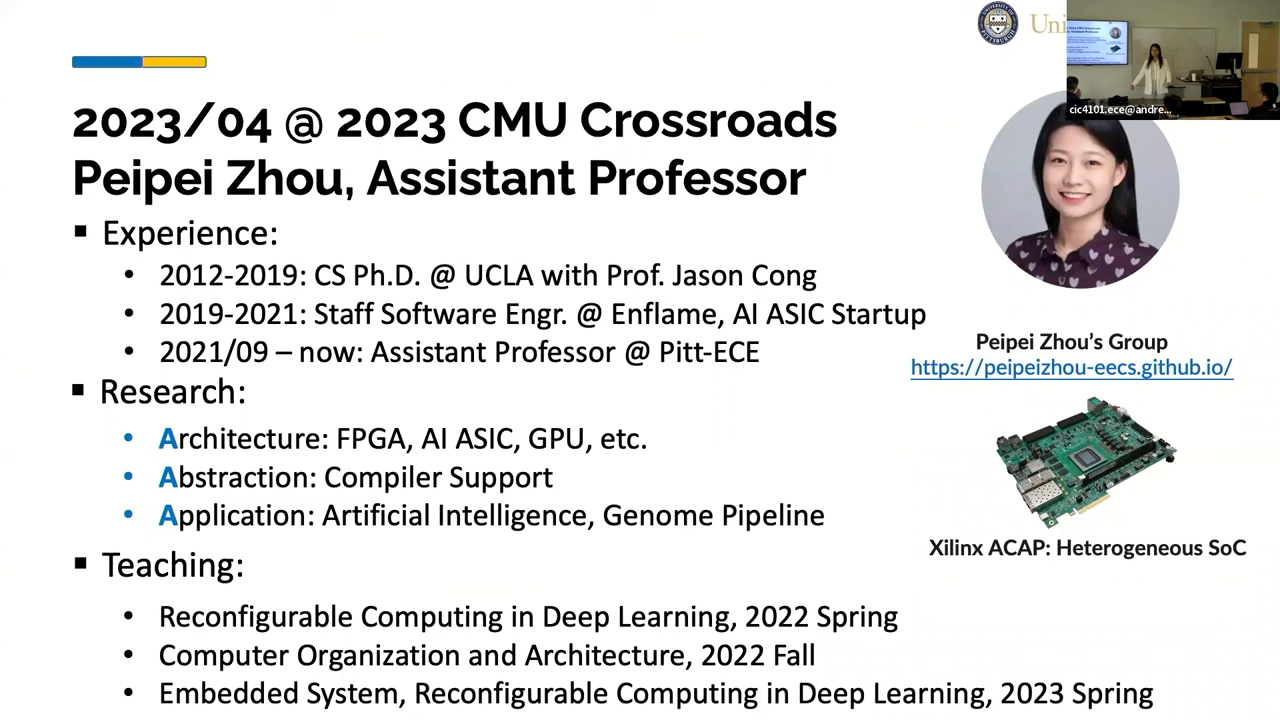 Uni
cic4101.ece@andre...
2023/04 @ 2023 CMU Crossroads
Peipei Zhou, Assistant Professor
▪ Experience:
• 2012-2019: CS Ph.D. @ UCLA with Prof. Jason Cong
• 2019-2021: Staff Software Engr. @ Enflame, AI ASIC Startup
• 2021/09 – now: Assistant Professor @ Pitt-ECE
▪ Research:
• Architecture: FPGA, AI ASIC, GPU, etc.
• Abstraction: Compiler Support
• Application: Artificial Intelligence, Genome Pipeline
▪ Teaching:
• Reconfigurable Computing in Deep Learning, 2022 Spring
• Computer Organization and Architecture, 2022 Fall
• Embedded System, Reconfigurable Computing in Deep Learning, 2023 Spring
Peipei Zhou’s Group
https://peipeizhou-eecs.github.io/
Xilinx ACAP: Heterogeneous SoC